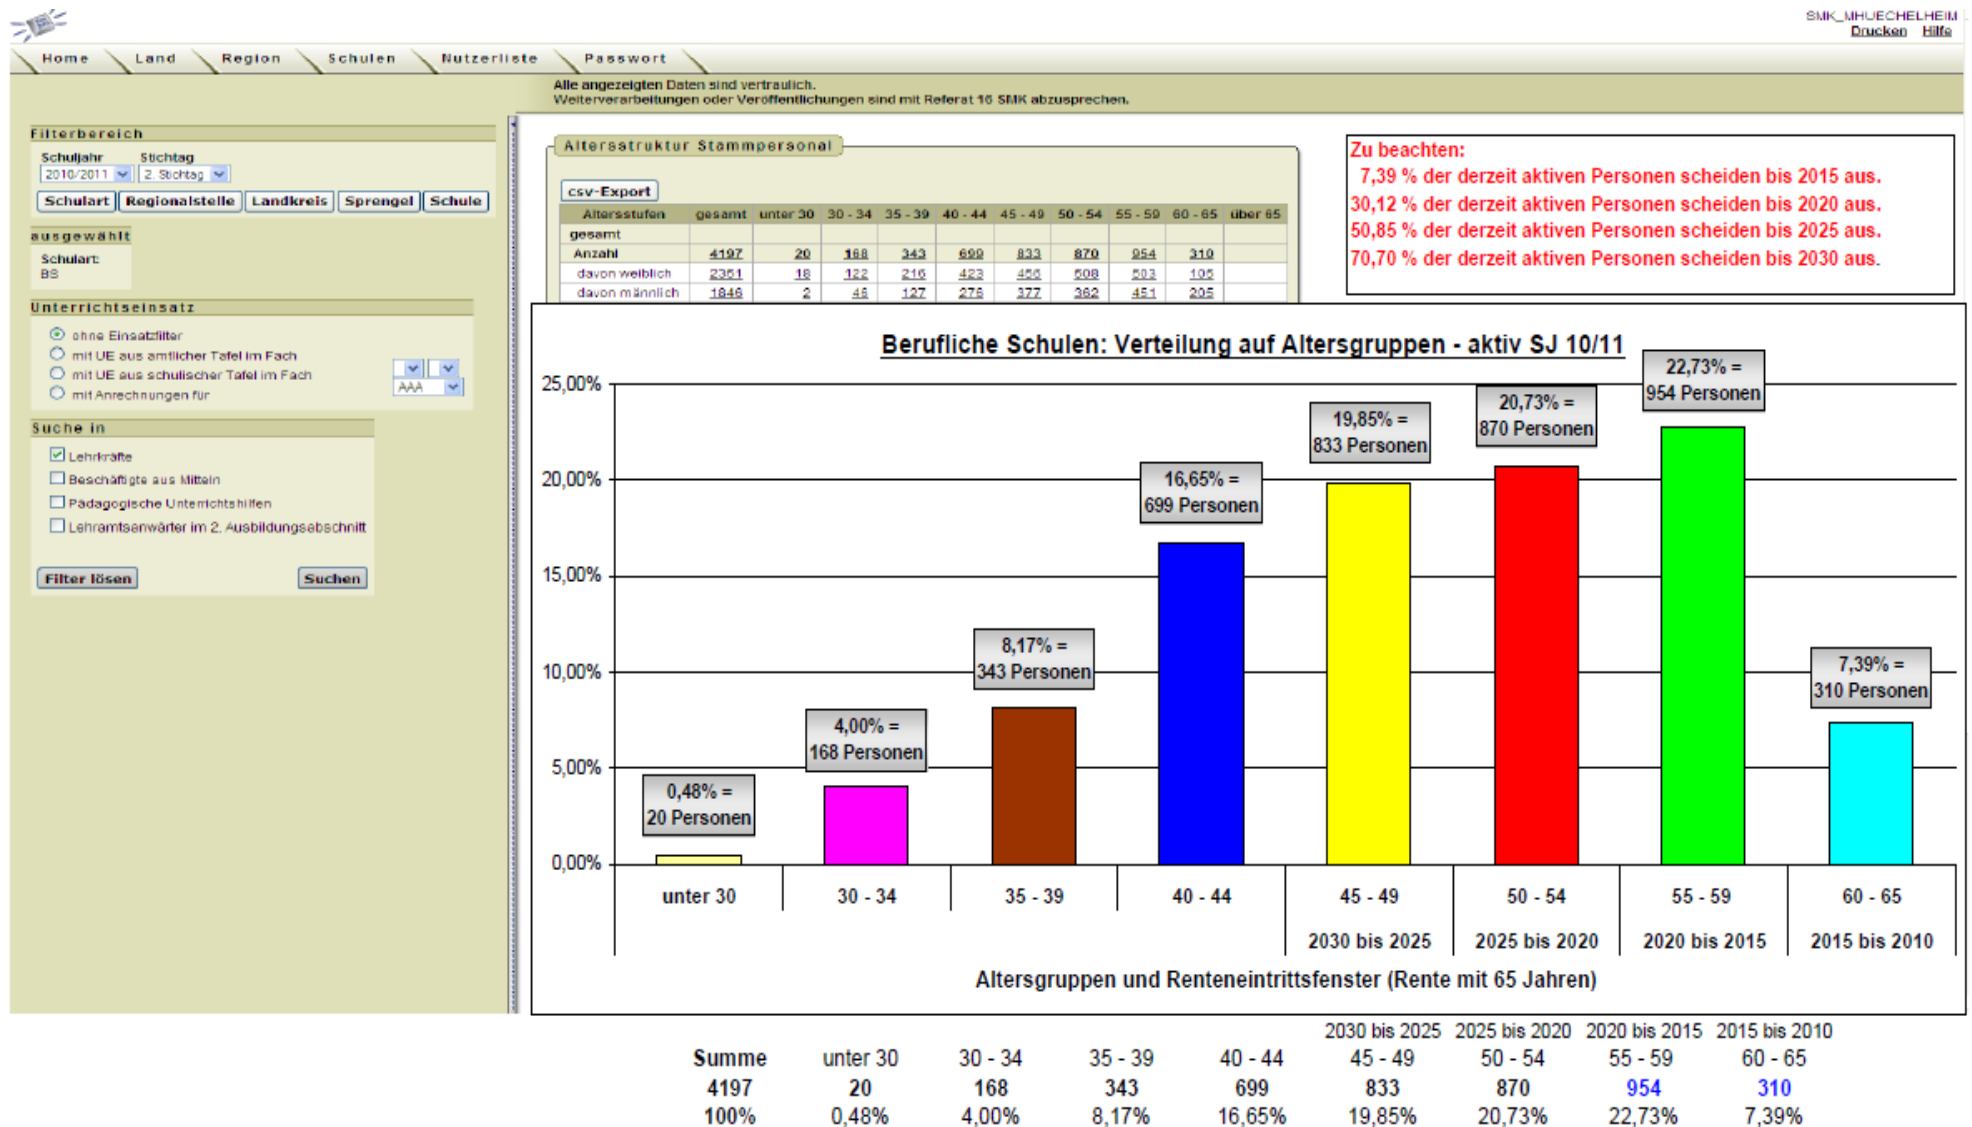 SMK_MHUECHELHEIM
Drucken Hilfe
Home Land Region Schulen Nutzerliste Passwort
Alle angezeigten Daten sind vertraulich.
Weiterverarbeitungen oder Veröffentlichungen sind mit Referat 16 SMK abzusprechen.
Filterbereich
Schuljahr Stichtag
2010/2011 2. Stichtag
Schulart Regionalstelle Landkreis Sprengel Schule
ausgewählt
Schulart:
BS
Unterrichtseinsatz
ohne Einsatzfilter
mit UE aus amtlicher Tafel im Fach
mit UE aus schulischer Tafel im Fach
mit Anrechnungen für
AAA
Suche in
Lehrkräfte
Beschäftigte aus Mitteln
Pädagogische Unterrichtshilfen
Lehramtsanwärter im 2. Ausbildungsabschnitt
Filter lösen Suchen
Altersstruktur Stammpersonal
csv-Export
Altersstufen gesamt unter 30 30 - 34 35 - 39 40 - 44 45 - 49 50 - 54 55 - 59 60 - 65 über 65
gesamt
Anzahl 4197 20 168 343 699 833 870 954 310
davon weiblich 2351 18 122 216 423 456 508 503 105
davon männlich 1846 2 46 127 276 377 362 451 205
Zu beachten:
7,39 % der derzeit aktiven Personen scheiden bis 2015 aus.
30,12 % der derzeit aktiven Personen scheiden bis 2020 aus.
50,85 % der derzeit aktiven Personen scheiden bis 2025 aus.
70,70 % der derzeit aktiven Personen scheiden bis 2030 aus.
Berufliche Schulen: Verteilung auf Altersgruppen - aktiv SJ 10/11
25,00%
20,00%
15,00%
10,00%
5,00%
0,00%
0,48% =
20 Personen
4,00% =
168 Personen
8,17% =
343 Personen
16,65% =
699 Personen
19,85% =
833 Personen
20,73% =
870 Personen
22,73% =
954 Personen
7,39% =
310 Personen
unter 30 30 - 34 35 - 39 40 - 44 45 - 49 50 - 54 55 - 59 60 - 65
2030 bis 2025 2025 bis 2020 2020 bis 2015 2015 bis 2010
Altersgruppen und Renteneintrittsfenster (Rente mit 65 Jahren)
2030 bis 2025 2025 bis 2020 2020 bis 2015 2015 bis 2010
Summe unter 30 30 - 34 35 - 39 40 - 44 45 - 49 50 - 54 55 - 59 60 - 65
4197 20 168 343 699 833 870 954 310
100% 0,48% 4,00% 8,17% 16,65% 19,85% 20,73% 22,73% 7,39%